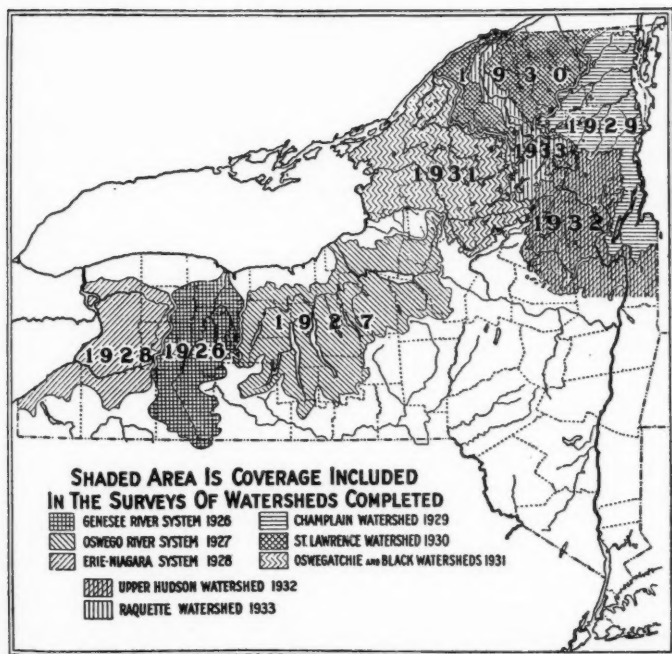 1930
1929
1933
1931
1932
1927
1928
1926
SHADED AREA IS COVERAGE INCLUDED
IN THE SURVEYS OF WATERSHEDS COMPLETED
GENESEE RIVER SYSTEM 1926
CHAMPLAIN WATERSHED 1929
OSWEGO RIVER SYSTEM 1927
ST. LAWRENCE WATERSHED 1930
ERIE-NIAGARA SYSTEM 1928
OSWEGATCHIE AND BLACK WATERSHEDS 1931
UPPER HUDSON WATERSHED 1932
RAQUETTE WATERSHED 1933